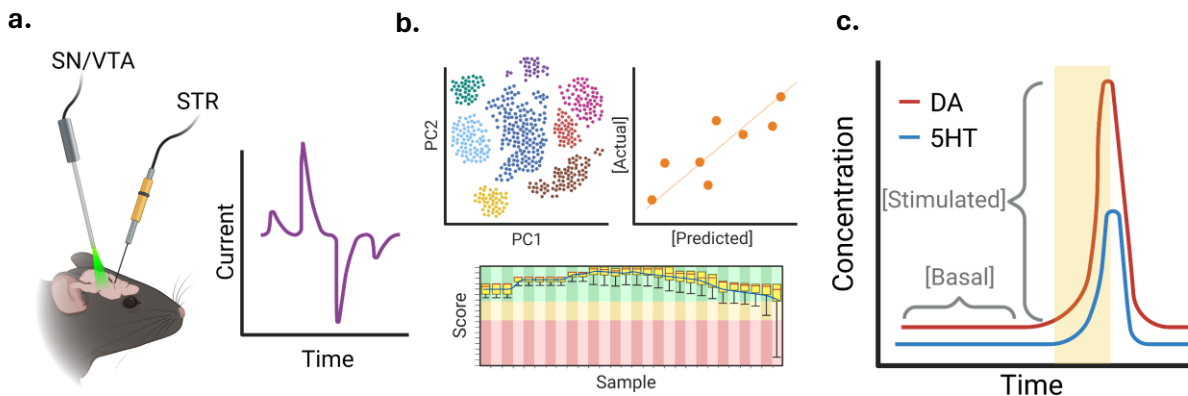 a.
SN/VTA
STR
Current
Time
b.
PC2
PC1
[Actual]
[Predicted]
Score
Sample
c.
DA
5HT
[Stimulated]
[Basal]
Concentration
Time